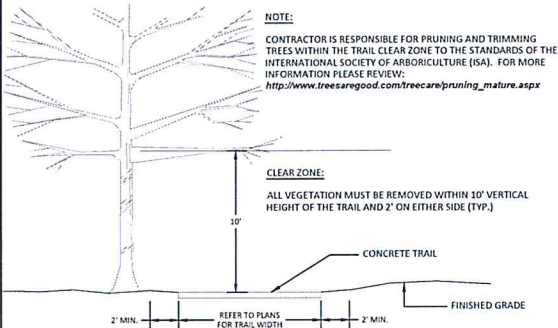 NOTE:
CONTRACTOR IS RESPONSIBLE FOR PRUNING AND TRIMMING
TREES WITHIN THE TRAIL CLEAR ZONE TO THE STANDARDS OF THE
INTERNATIONAL SOCIETY OF ARBORICULTURE (ISA). FOR MORE
INFORMATION PLEASE REVIEW:
http://www.treesaregood.com/treecare/pruning_mature.aspx
CLEAR ZONE:
ALL VEGETATION MUST BE REMOVED WITHIN 10' VERTICAL
HEIGHT OF THE TRAIL AND 2' ON EITHER SIDE (TYP.)
10'
CONCRETE TRAIL
FINISHED GRADE
2' MIN.
REFER TO PLANS
FOR TRAIL WIDTH
2' MIN.